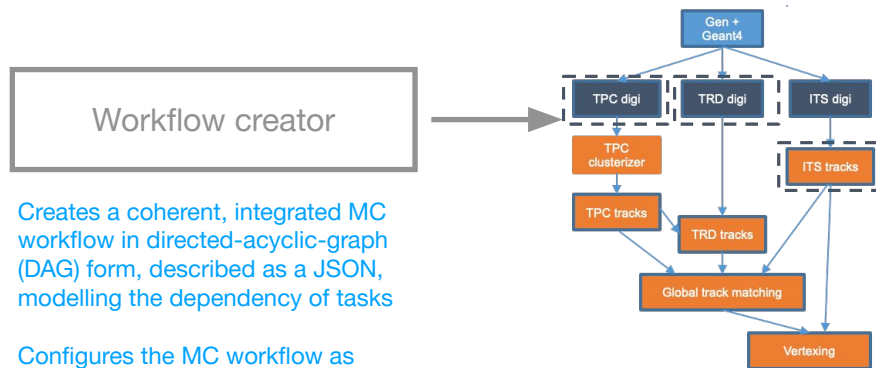 Workflow creator
Creates a coherent, integrated MC
workflow in directed-acyclic-graph
(DAG) form, described as a JSON,
modelling the dependency of tasks
Configures the MC workflow as
Gen +
Geant4
TPC digi
TRD digi
ITS digi
TPC
clusterizer
ITS tracks
TPC tracks
TRD tracks
Global track matching
Vertexing